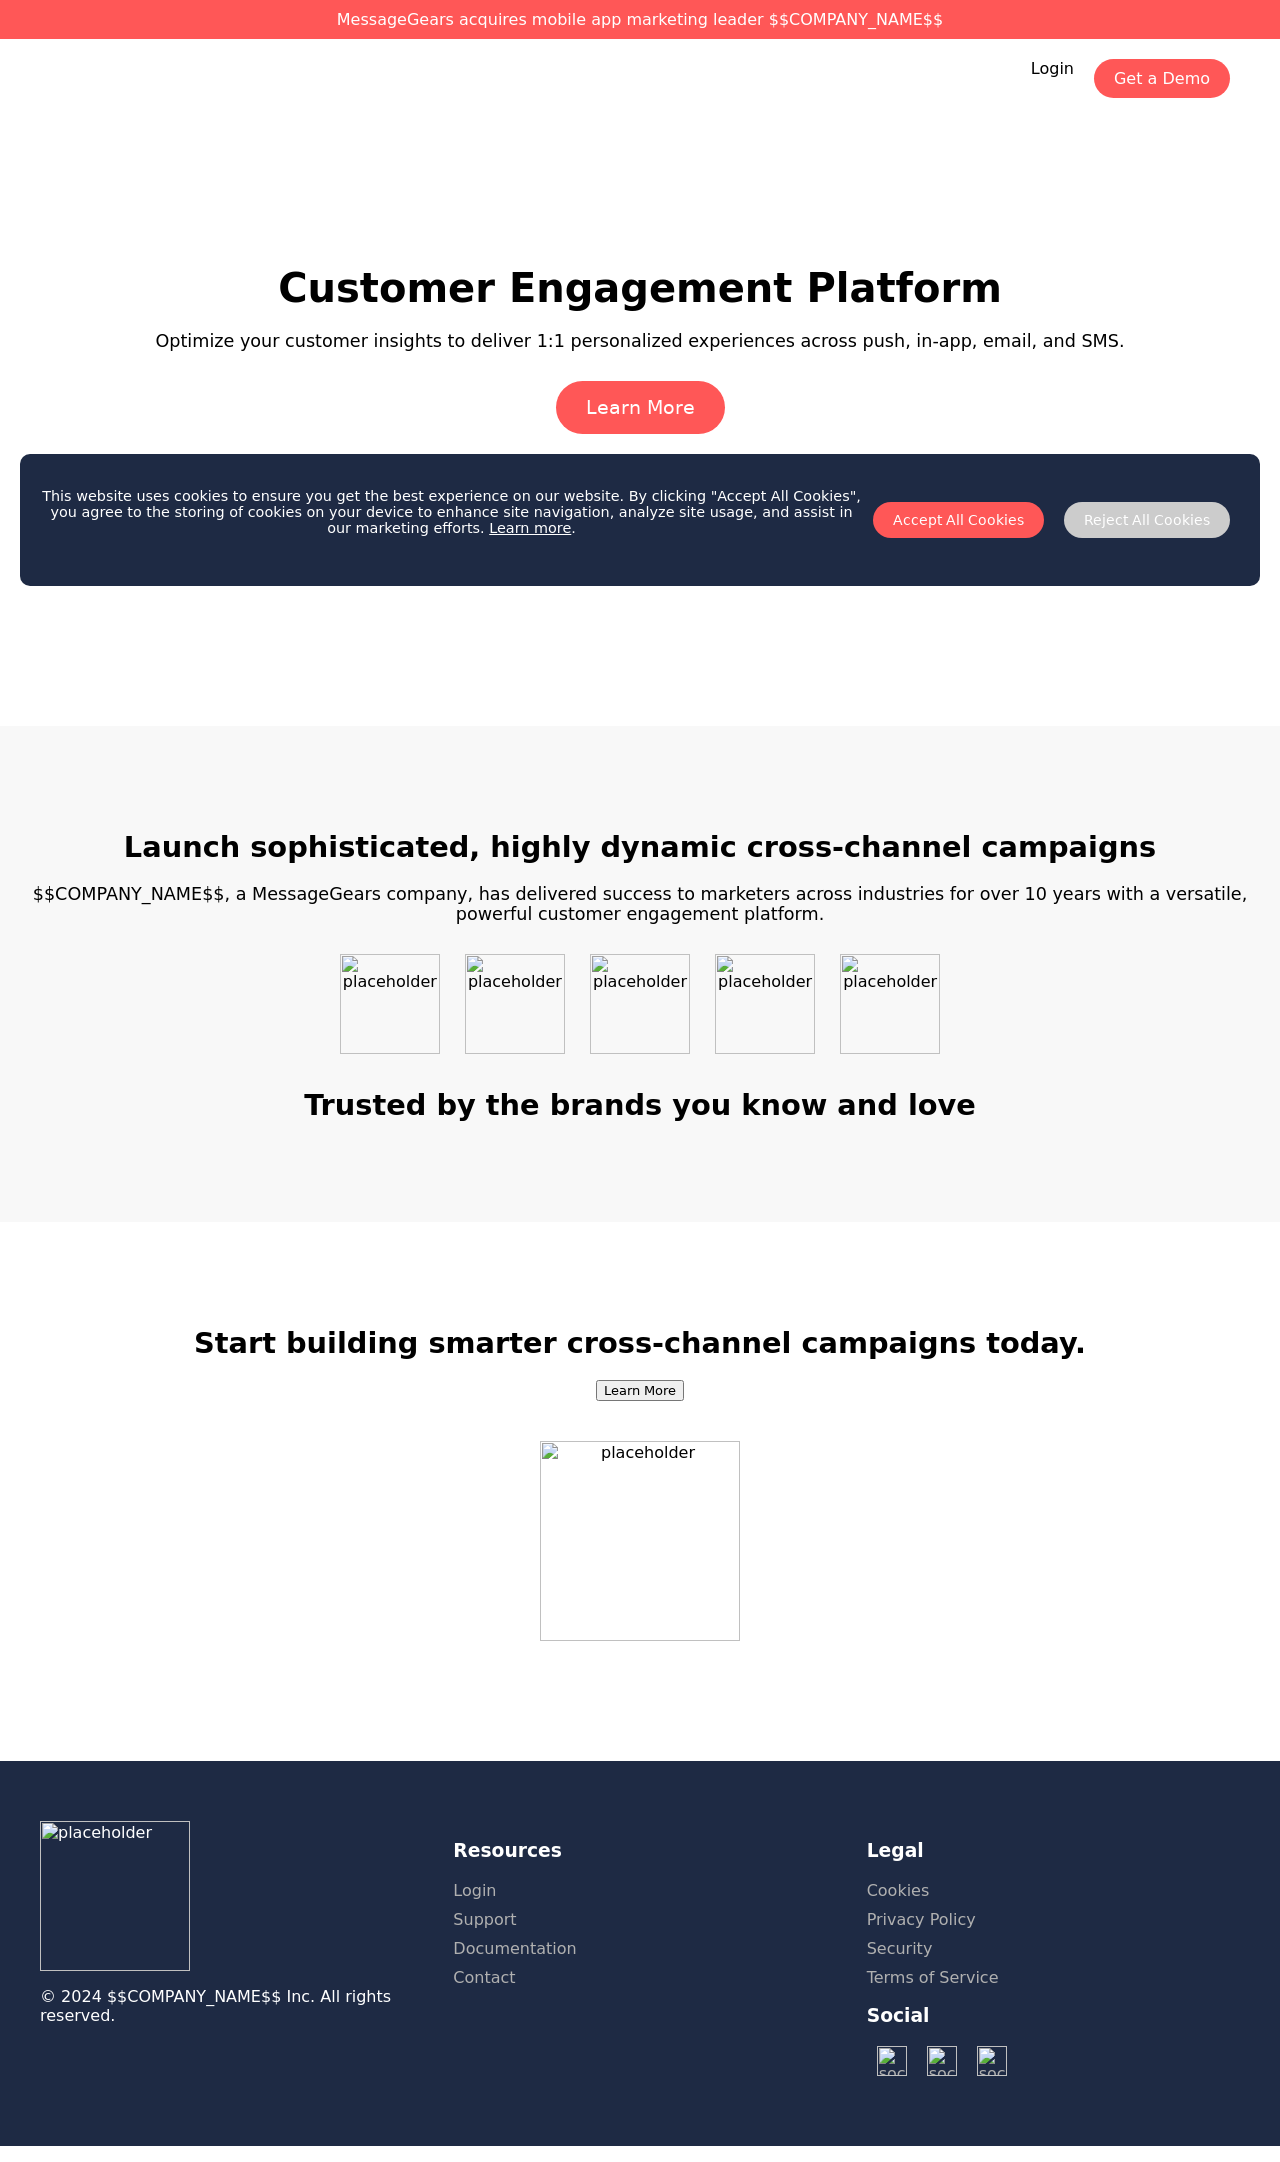 MessageGears acquires mobile app marketing leader $$COMPANY_NAME$$
Login
Get a Demo
Customer Engagement Platform
Optimize your customer insights to deliver 1:1 personalized experiences across push, in-app, email, and SMS.
Learn More
This website uses cookies to ensure you get the best experience on our website. By clicking "Accept All Cookies",
you agree to the storing of cookies on your device to enhance site navigation, analyze site usage, and assist in
our marketing efforts. Learn more.
Accept All Cookies
Reject All Cookies
Launch sophisticated, highly dynamic cross-channel campaigns
$$COMPANY_NAME$$, a MessageGears company, has delivered success to marketers across industries for over 10 years with a versatile,
powerful customer engagement platform.
placeholder
placeholder
placeholder
placeholder
placeholder
Trusted by the brands you know and love
Start building smarter cross-channel campaigns today.
Learn More
placeholder
placeholder
© 2024 $$COMPANY_NAME$$ Inc. All rights
reserved.
Resources
Login
Support
Documentation
Contact
Legal
Cookies
Privacy Policy
Security
Terms of Service
Social